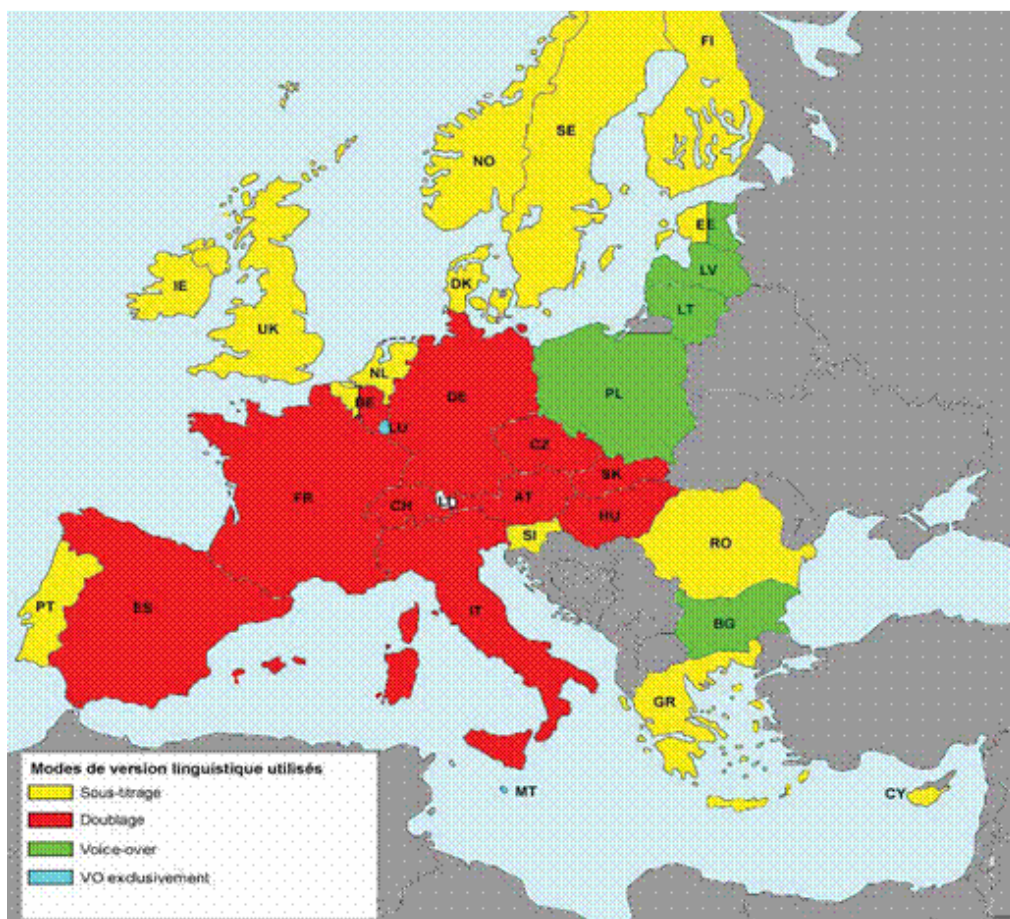 FI
SE
NO
EE
LV
IE
DK
LT
UK
NL
BE
DE
PL
LU
CZ
SK
FR
CH
LI
AT
HU
SI
RO
PT
ES
IT
BG
GR
Modes de version linguistique utilisés
Sous-titrage
MT
CY
Doublage
Voice-over
VO exclusivement